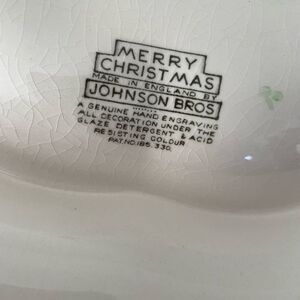 MERRY
CHRISTMAS
MADE IN ENGLAND BY
JOHNSON BROS
A GENUINE HAND ENGRAVING
ALL DECORATION UNDER THE
GLAZE DETERGENT & ACID
RESISTING COLOUR
PAT.NO.185.330.